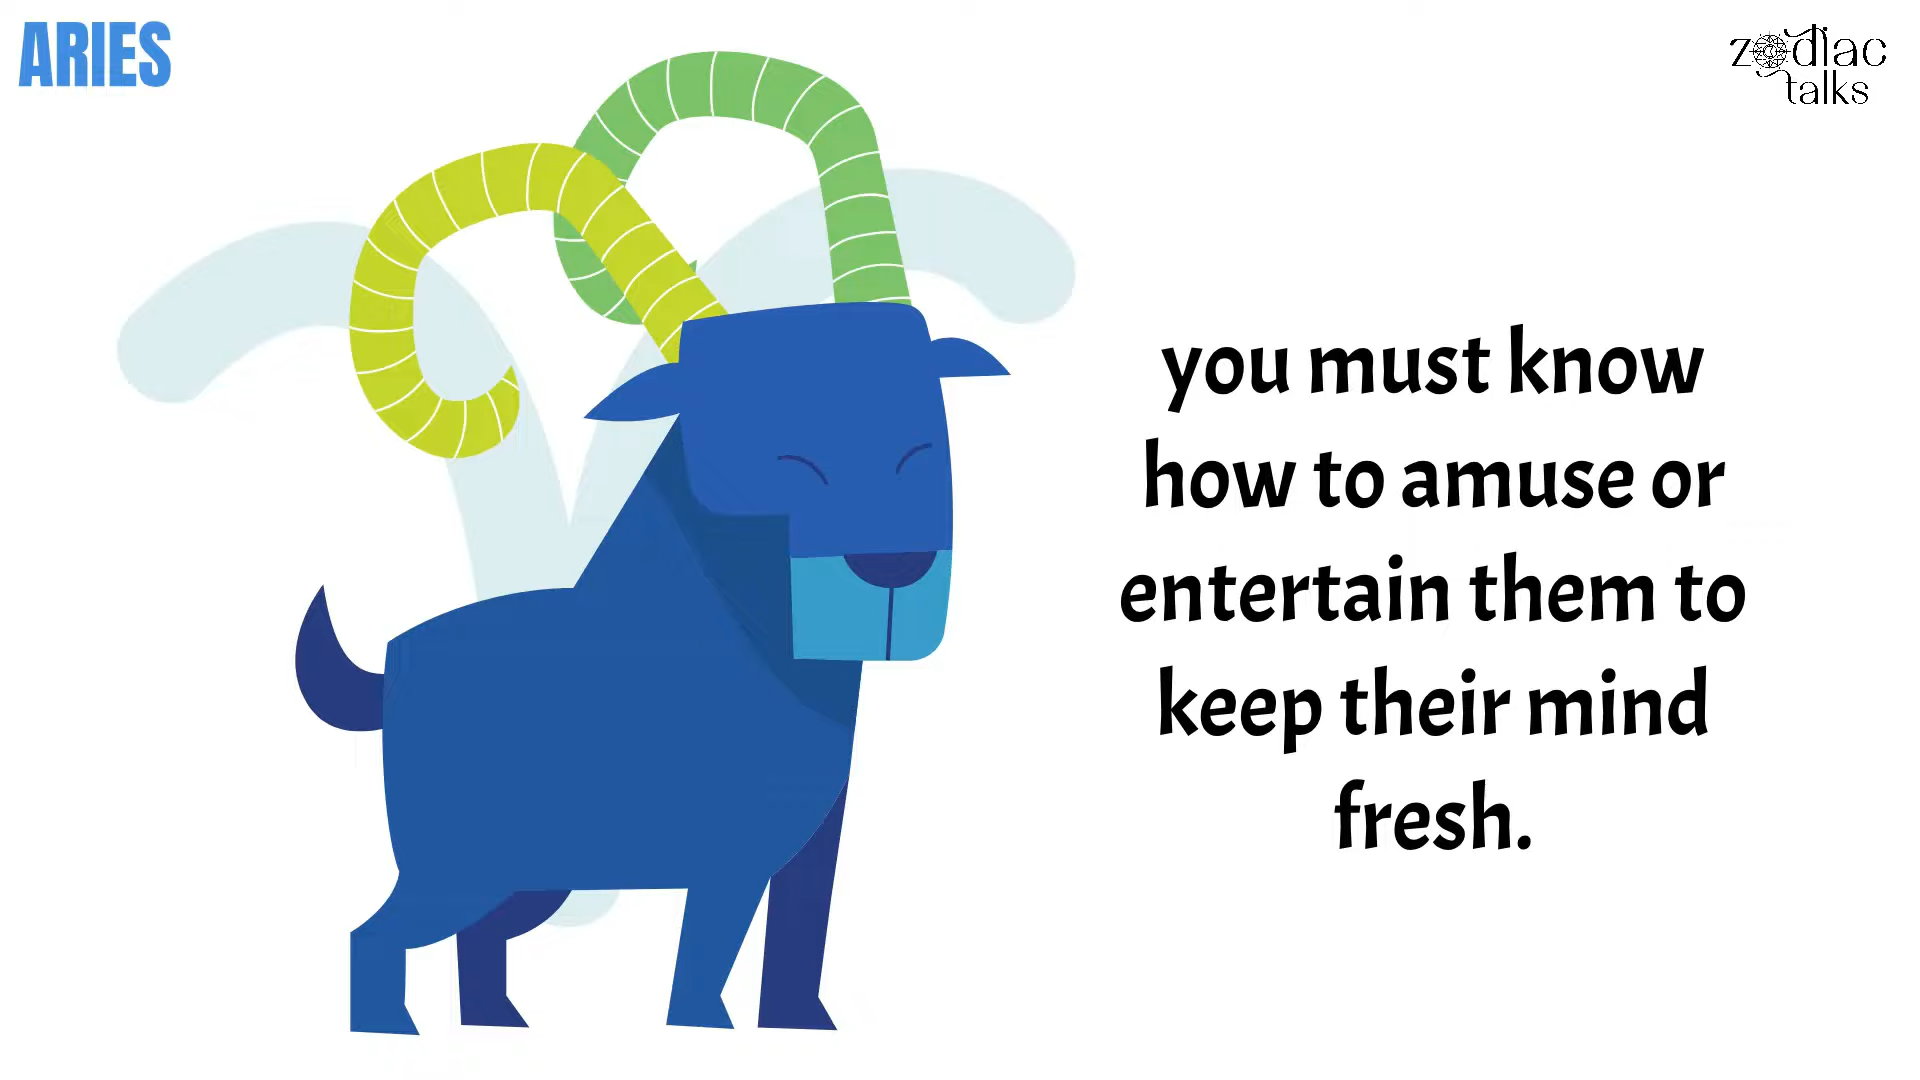 ARIES
zodiac
talks
you must know
how to amuse or
entertain them to
keep their mind
fresh.